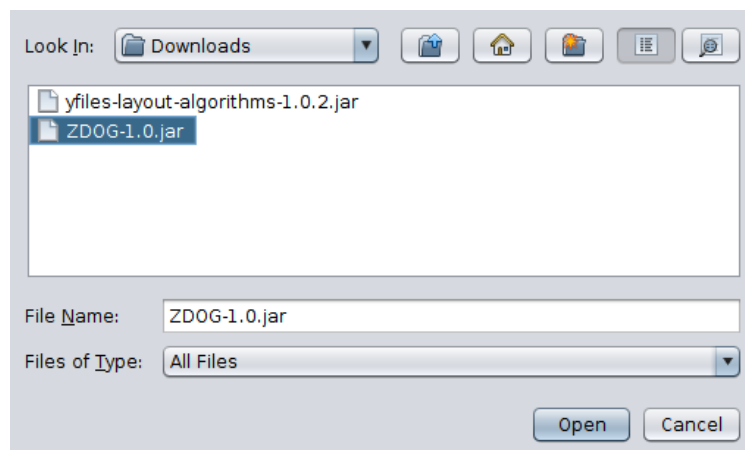 Look In: Downloads
yfiles-layout-algorithms-1.0.2.jar
ZDOG-1.0.jar
File Name: ZDOG-1.0.jar
Files of Type: All Files
Open Cancel